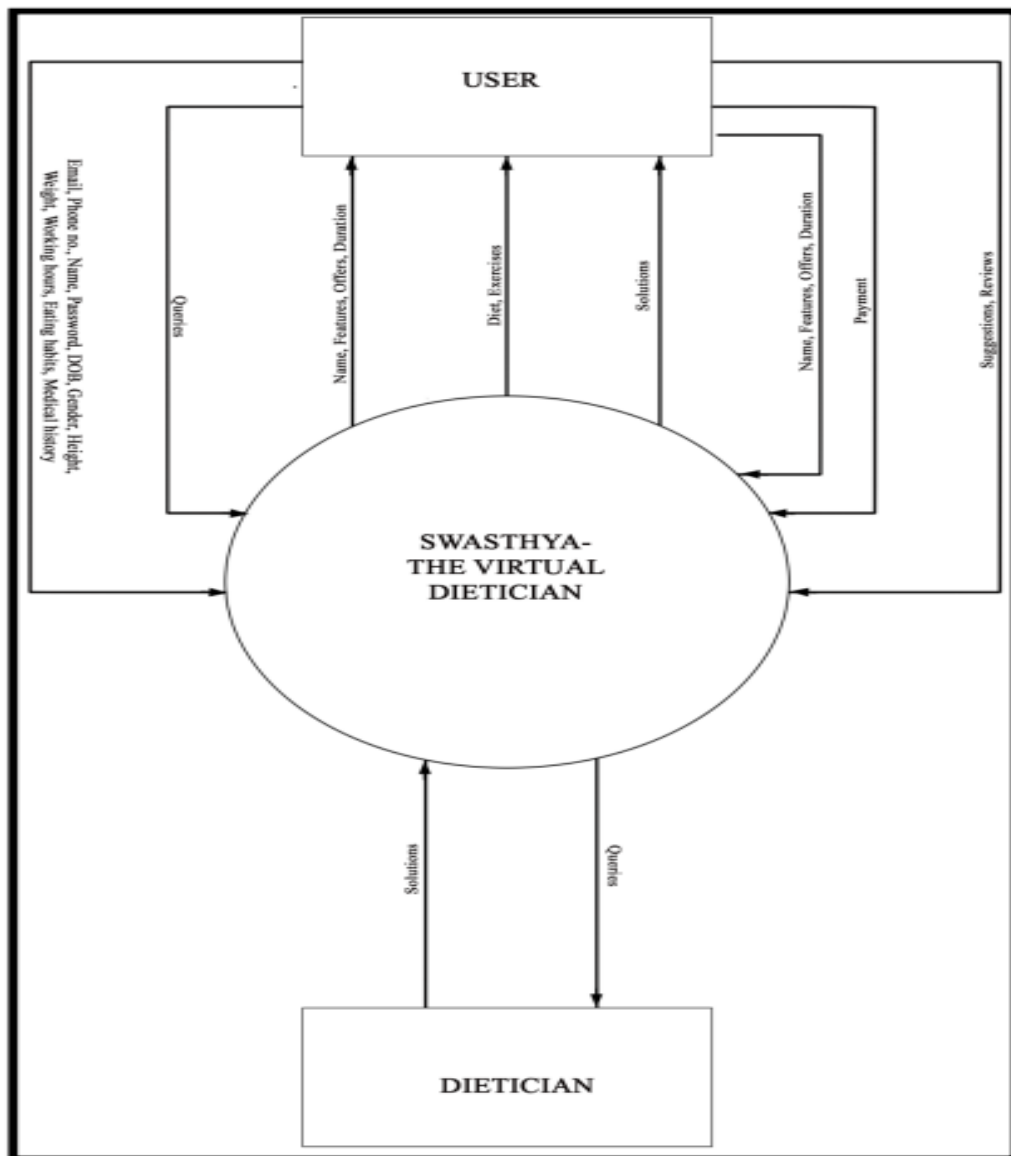 USER
Email, Phone no., Name, Password, DOB, Gender, Height,
Weight, Working hours, Eating habits, Medical history
Queries
Name, Features, Offers, Duration
Diet, Exercises
Solutions
Name, Features, Offers, Duration
Payment
Suggestions, Reviews
SWASTHYA-
THE VIRTUAL
DIETICIAN
Solutions
Queries
DIETICIAN